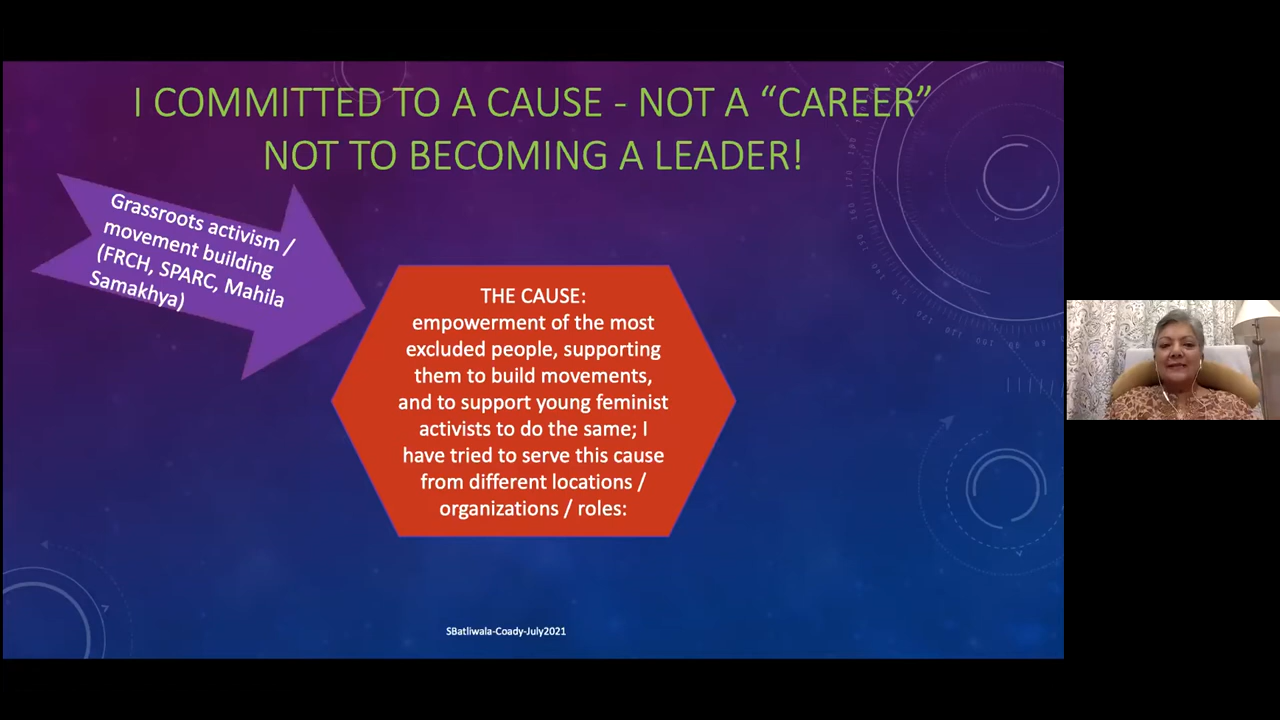 I COMMITTED TO A CAUSE - NOT A “CAREER”
NOT TO BECOMING A LEADER!
Grassroots activism /
movement building
(FRCH, SPARC, Mahila
Samakhya)
THE CAUSE:
empowerment of the most
excluded people, supporting
them to build movements,
and to support young feminist
activists to do the same; I
have tried to serve this cause
from different locations /
organizations / roles:
SBatliwala-Coady-July2021